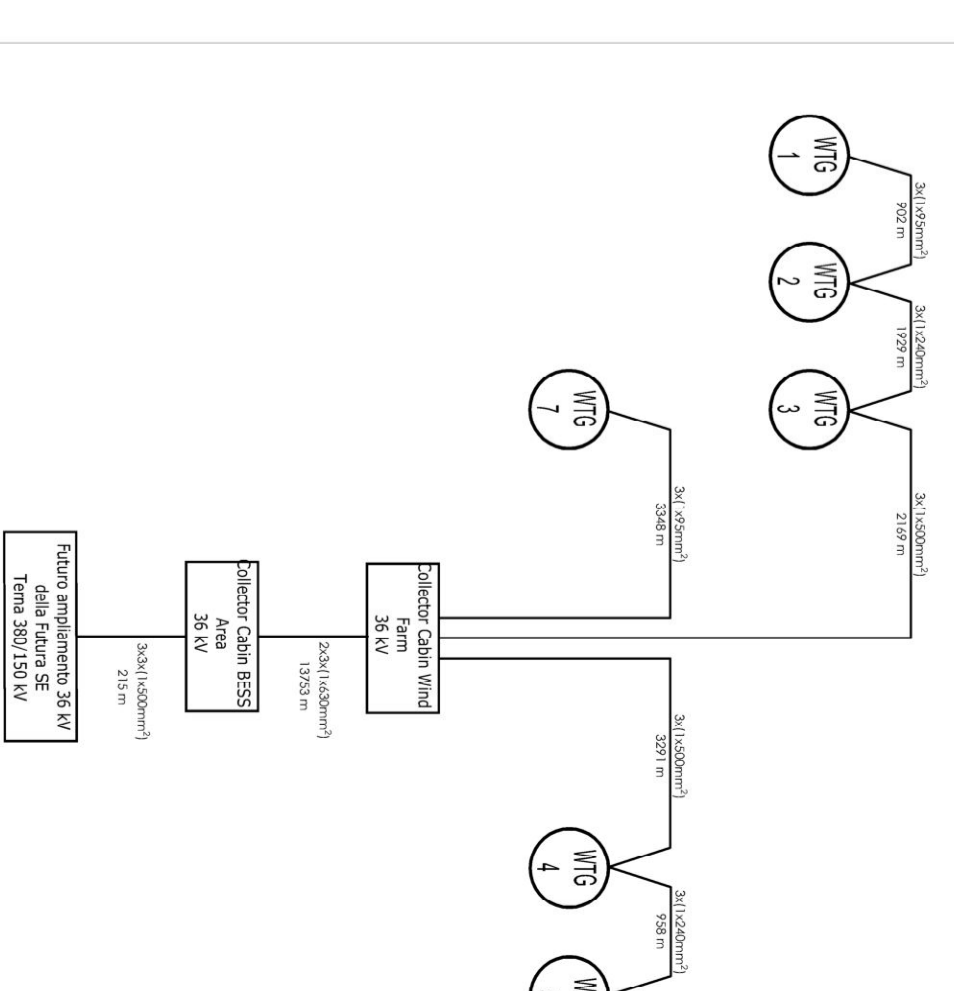 WTG
1
3x(1x95mm²)
902 m
WTG
2
3x(1x240mm²)
1929 m
WTG
3
3x(1x500mm²)
2169 m
WTG
7
3x(1x95mm²)
3348 m
Collector Cabin Wind
Farm
36 kV
3x(1x500mm²)
3291 m
WTG
4
3x(1x240mm²)
958 m
Collector Cabin BESS
Area
36 kV
2x3x(1x630mm²)
13753 m
3x3x(1x500mm²)
215 m
Futuro ampliamento 36 kV
della Futura SE
Terna 380/150 kV